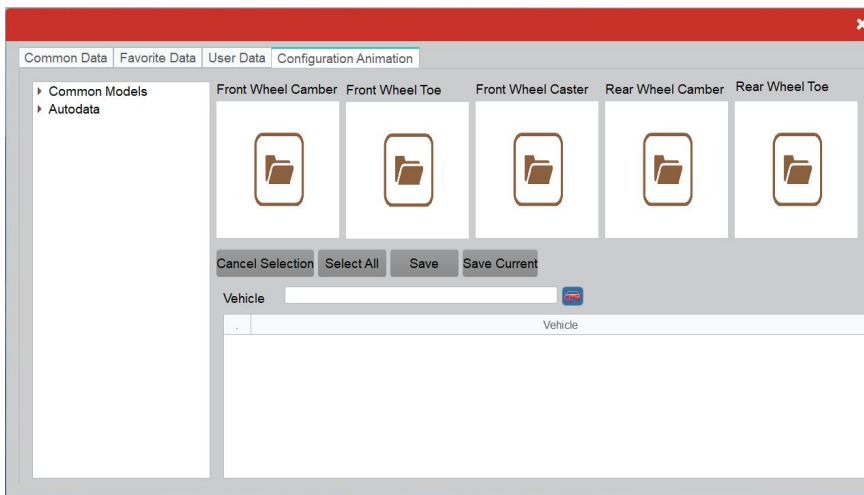 Common Data Favorite Data User Data Configuration Animation
Common Models
Autodata
Front Wheel Camber Front Wheel Toe Front Wheel Caster Rear Wheel Camber Rear Wheel Toe
Cancel Selection Select All Save Save Current
Vehicle
. Vehicle